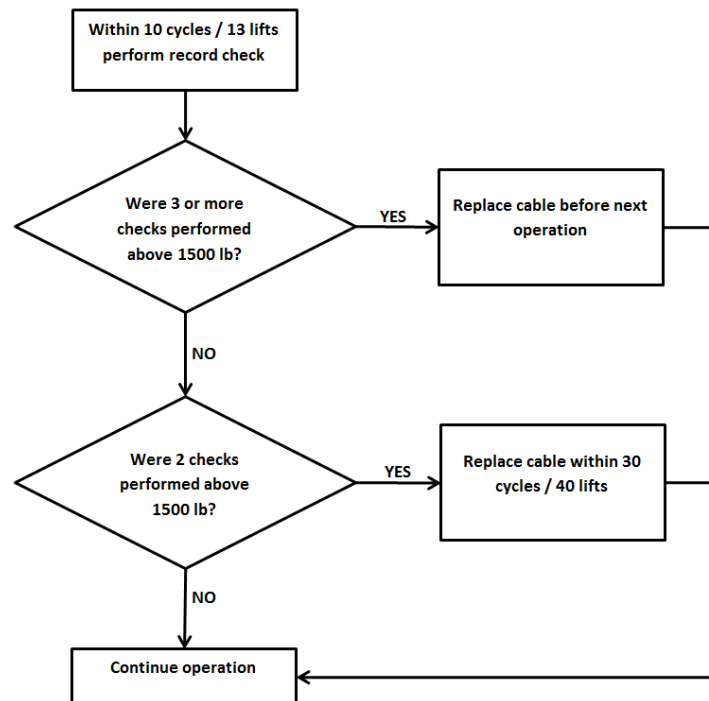 Within 10 cycles / 13 lifts
perform record check
Were 3 or more
checks performed
above 1500 lb?
YES
Replace cable before next
operation
NO
Were 2 checks
performed above
1500 lb?
YES
Replace cable within 30
cycles / 40 lifts
NO
Continue operation